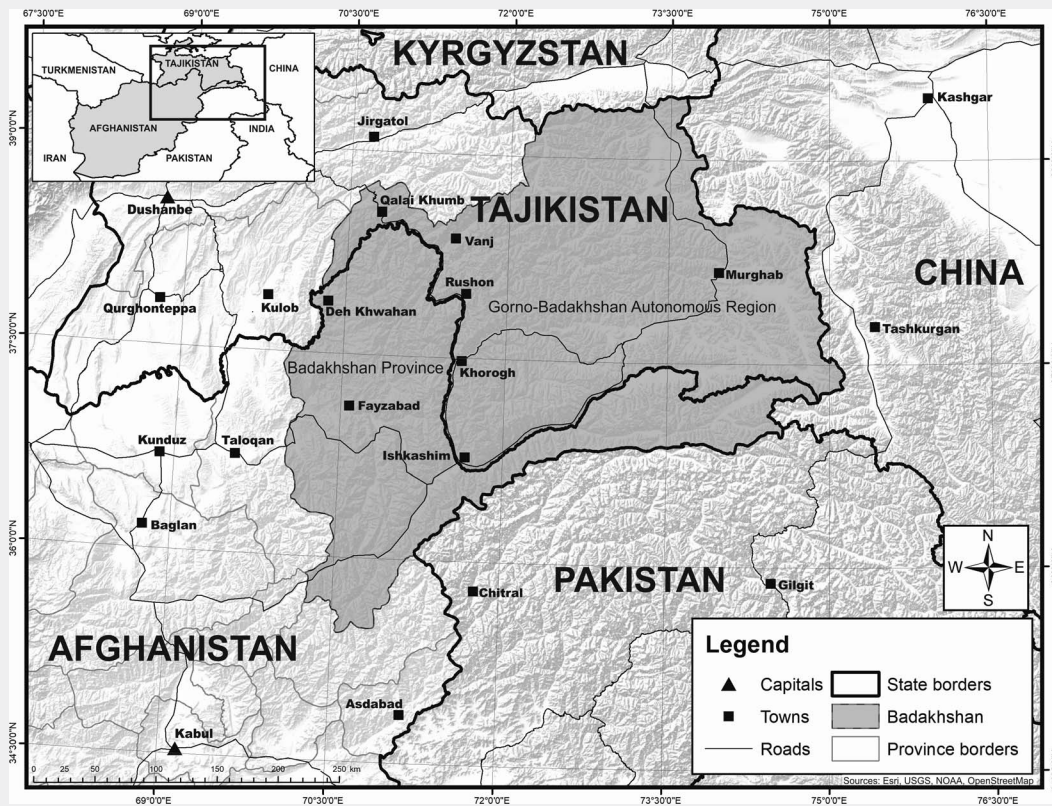 67°30'0"E
69°0'0"E
70°30'0"E
72°0'0"E
73°30'0"E
75°0'0"E
76°30'0"E
TURKMENISTAN
TAJIKISTAN
CHINA
AFGHANISTAN
INDIA
IRAN
PAKISTAN
KYRGYZSTAN
Kashgar
39°0'0"N
Jirgatol
Dushanbe
Qalai Khumb
TAJIKISTAN
Vanj
CHINA
Murghab
Rushon
Qurghonteppa
Kulob
Deh Khwahan
Gorno-Badakhshan Autonomous Region
Tashkurgan
37°30'0"N
Badakhshan Province
Khorogh
Fayzabad
Kunduz
Taloqan
Ishkashim
Baglan
36°0'0"N
N
W
E
S
PAKISTAN
Chitral
Gilgit
AFGHANISTAN
Asdabad
Kabul
34°30'0"N
0 25 50 100 150 200 250 km
Legend
Capitals
State borders
Towns
Badakhshan
Roads
Province borders
Sources: Esri, USGS, NOAA, OpenStreetMap
69°0'0"E
70°30'0"E
72°0'0"E
73°30'0"E
75°0'0"E
76°30'0"E